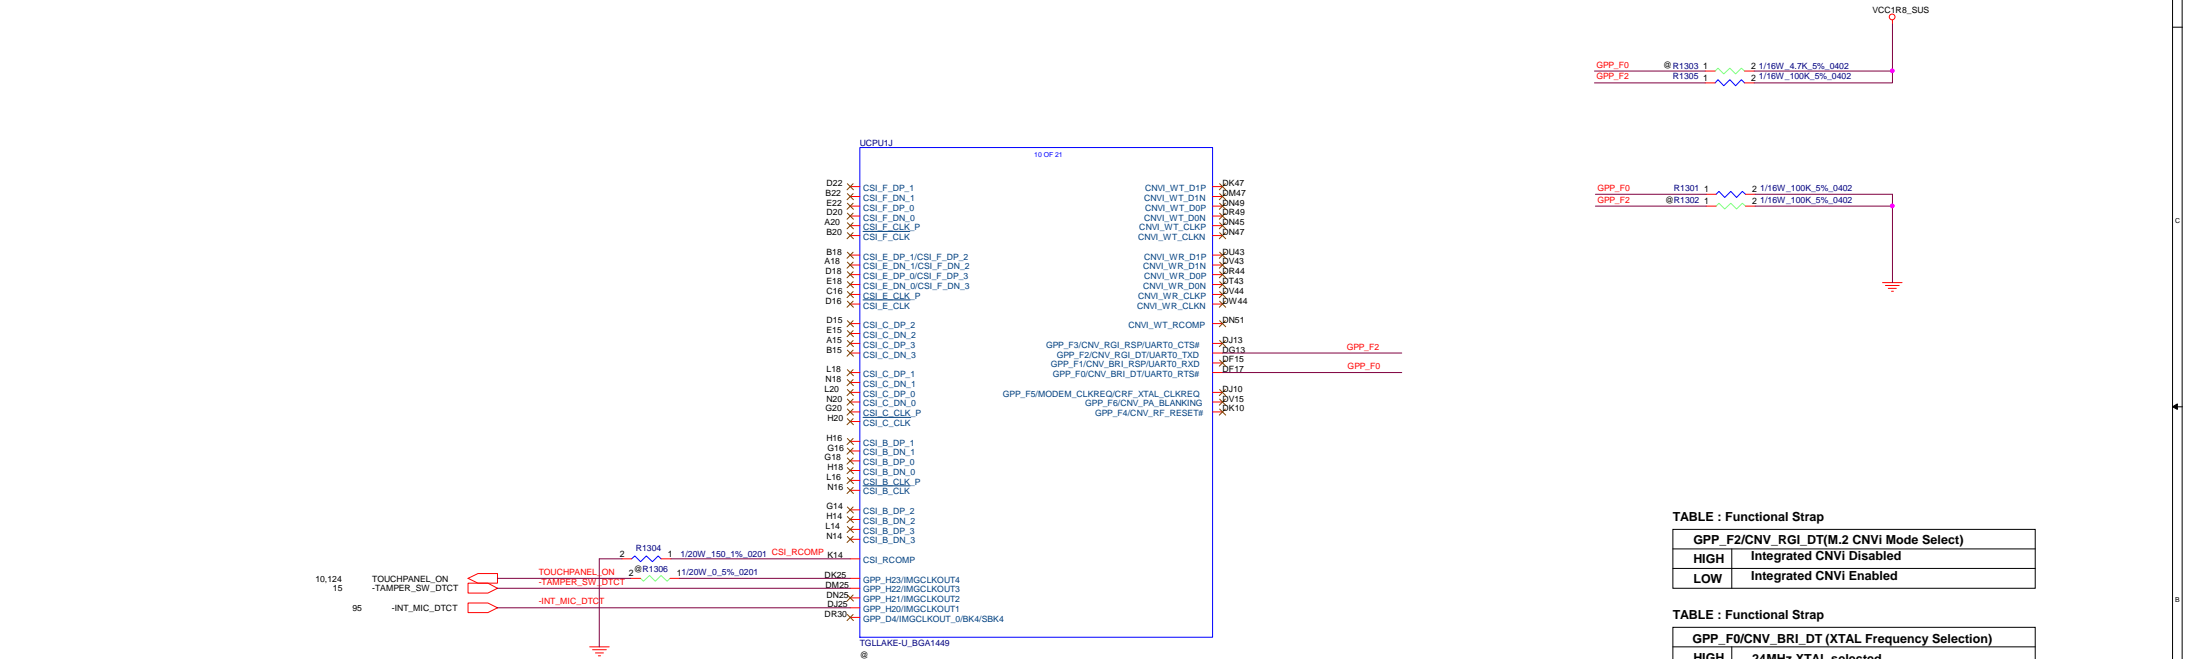 VCC1R8_SUS
GPP_F0 @ R1303 1 2 1/16W_4.7K_5%_0402
GPP_F2 R1305 1 2 1/16W_100K_5%_0402
UCPU1J
10 OF 21
D22 CSI_F_DP_1 CNVI_WT_D1P DK47
B22 CSI_F_DN_1 CNVI_WT_D1N DM47
E22 CSI_F_DP_0 CNVI_WT_D0P DN49
D20 CSI_F_DN_0 CNVI_WT_D0N DR49
A20 CSI_F_CLK_P CNVI_WT_CLKP DN45
B20 CSI_F_CLK CNVI_WT_CLKN DN47
GPP_F0 R1301 1 2 1/16W_100K_5%_0402
GPP_F2 @R1302 1 2 1/16W_100K_5%_0402
C
B18 CSI_E_DP_1/CSI_F_DP_2 CNVI_WR_D1P DU43
A18 CSI_E_DN_1/CSI_F_DN_2 CNVI_WR_D1N DV43
D18 CSI_E_DP_0/CSI_F_DP_3 CNVI_WR_D0P DR44
E18 CSI_E_DN_0/CSI_F_DN_3 CNVI_WR_D0N DT43
C16 CSI_E_CLK_P CNVI_WR_CLKP DV44
D16 CSI_E_CLK CNVI_WR_CLKN DW44
D15 CSI_C_DP_2 CNVI_WT_RCOMP DN51
E15 CSI_C_DN_2
A15 CSI_C_DP_3 GPP_F3/CNV_RGI_RSP/UART0_CTS# DJ13
B15 CSI_C_DN_3 GPP_F2/CNV_RGI_DT/UART0_TXD DG13 GPP_F2
GPP_F1/CNV_BRI_RSP/UART0_RXD DF15
L18 CSI_C_DP_1 GPP_F0/CNV_BRI_DT/UART0_RTS# DF17 GPP_F0
N18 CSI_C_DN_1
L20 CSI_C_DP_0 GPP_F5/MODEM_CLKREQ/CRF_XTAL_CLKREQ DJ10
N20 CSI_C_DN_0 GPP_F6/CNV_PA_BLANKING DV15
G20 CSI_C_CLK_P GPP_F4/CNV_RF_RESET# DK10
H20 CSI_C_CLK
H16 CSI_B_DP_1
G16 CSI_B_DN_1
G18 CSI_B_DP_0
H18 CSI_B_DN_0
L16 CSI_B_CLK_P
N16 CSI_B_CLK
G14 CSI_B_DP_2
H14 CSI_B_DN_2
L14 CSI_B_DP_3
N14 CSI_B_DN_3
R1304
2 1 1/20W_150_1%_0201 CSI_RCOMP K14 CSI_RCOMP
10,124 TOUCHPANEL_ON TOUCHPANEL_ON 2 @R1306 1 1/20W_0_5%_0201 DK25 GPP_H23/IMGCLKOUT4
15 -TAMPER_SW_DTCT -TAMPER_SW_DTCT DM25 GPP_H22/IMGCLKOUT3
DN25 GPP_H21/IMGCLKOUT2
95 -INT_MIC_DTCT -INT_MIC_DTCT DJ25 GPP_H20/IMGCLKOUT1
DR30 GPP_D4/IMGCLKOUT_0/BK4/SBK4
TGLLAKE-U_BGA1449
@
TABLE : Functional Strap
GPP_F2/CNV_RGI_DT(M.2 CNVi Mode Select)
HIGH Integrated CNVi Disabled
LOW Integrated CNVi Enabled
B
TABLE : Functional Strap
GPP_F0/CNV_BRI_DT (XTAL Frequency Selection)
HIGH 24MHz XTAL selected